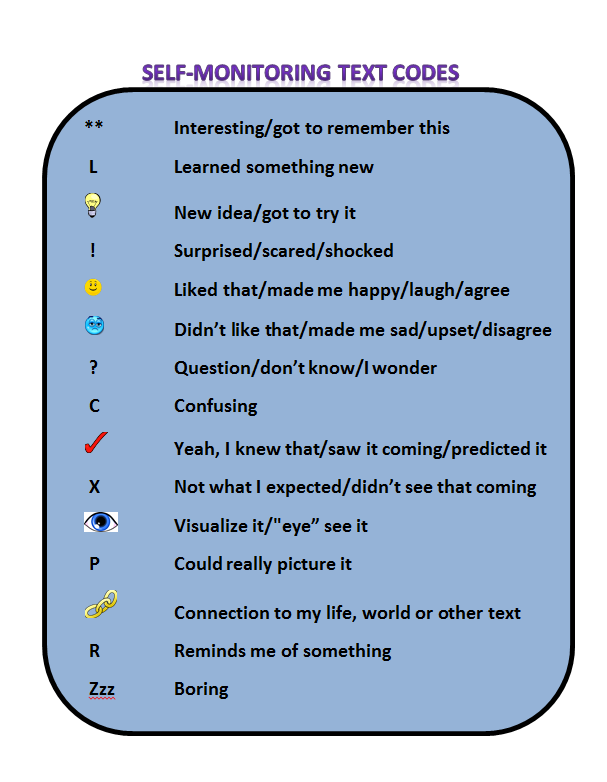 SELF-MONITORING TEXT CODES
** Interesting/got to remember this
L Learned something new
New idea/got to try it
! Surprised/scared/shocked
Liked that/made me happy/laugh/agree
Didn’t like that/made me sad/upset/disagree
? Question/don’t know/I wonder
C Confusing
Yeah, I knew that/saw it coming/predicted it
X Not what I expected/didn’t see that coming
Visualize it/"eye” see it
P Could really picture it
Connection to my life, world or other text
R Reminds me of something
Zzz Boring